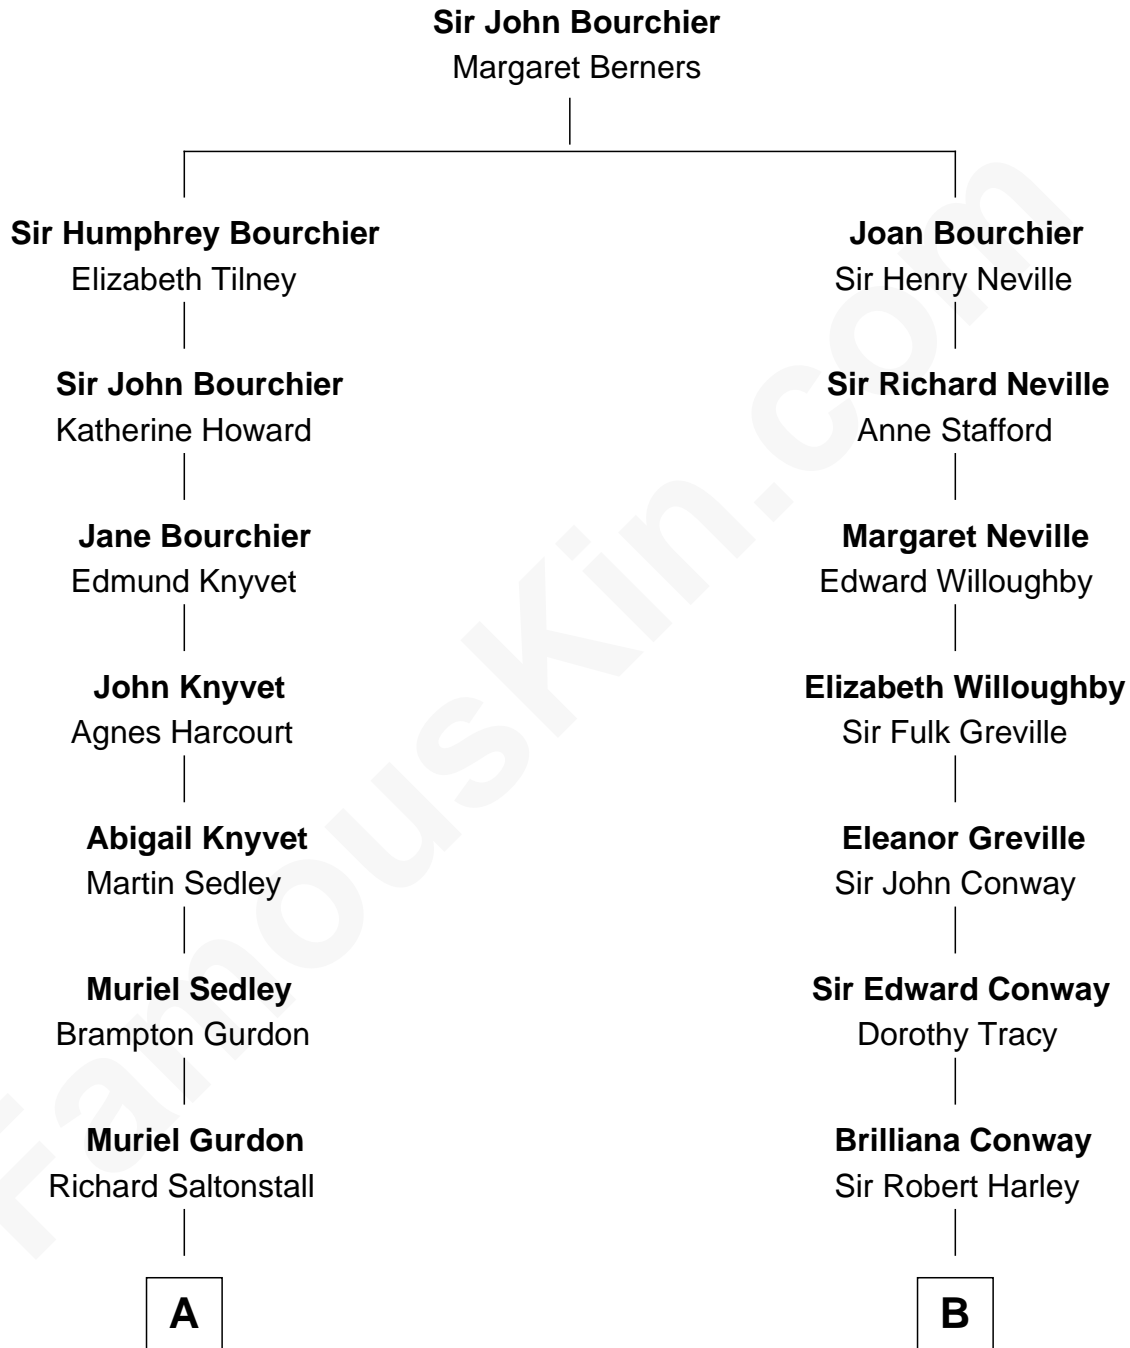 Sir John Bourchier
Margaret Berners
Sir Humphrey Bourchier
Elizabeth Tilney
Joan Bourchier
Sir Henry Neville
Sir John Bourchier
Katherine Howard
Sir Richard Neville
Anne Stafford
Jane Bourchier
Edmund Knyvet
Margaret Neville
Edward Willoughby
John Knyvet
Agnes Harcourt
Elizabeth Willoughby
Sir Fulk Greville
Abigail Knyvet
Martin Sedley
Eleanor Greville
Sir John Conway
Muriel Sedley
Brampton Gurdon
Sir Edward Conway
Dorothy Tracy
Muriel Gurdon
Richard Saltonstall
Brilliana Conway
Sir Robert Harley
A
B
FamousKin.com